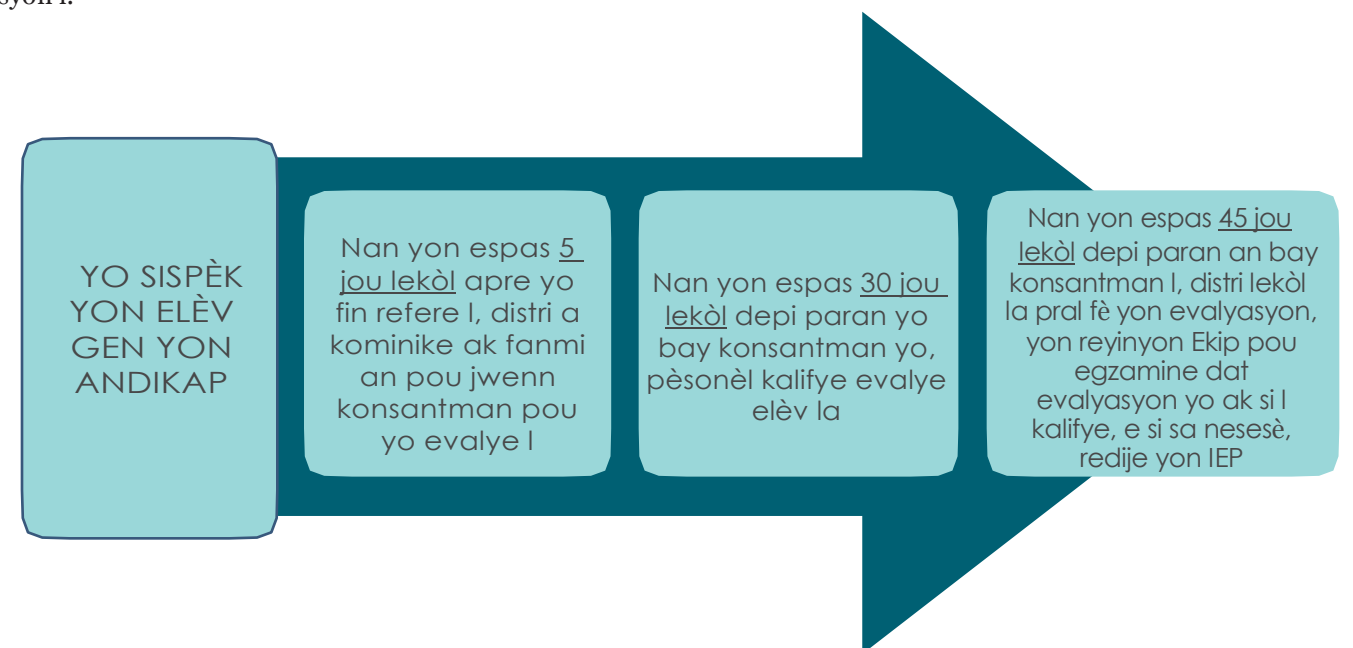 syon l.
YO SISPÈK
YON ELÈV
GEN YON
ANDIKAP
Nan yon espas 5
jou lekòl apre yo
fin refere l, distri a
kominike ak fanmi
an pou jwenn
konsantman pou
yo evalye l
Nan yon espas 30 jou
lekòl depi paran yo
bay konsantman yo,
pèsonèl kalifye evalye
elèv la
Nan yon espas 45 jou
lekòl depi paran an bay
konsantman l, distri lekòl
la pral fè yon evalyasyon,
yon reyinyon Ekip pou
egzamine dat
evalyasyon yo ak si l
kalifye, e si sa nesesè,
redije yon IEP